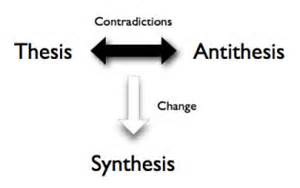 Contradictions
Thesis Antithesis
Change
Synthesis